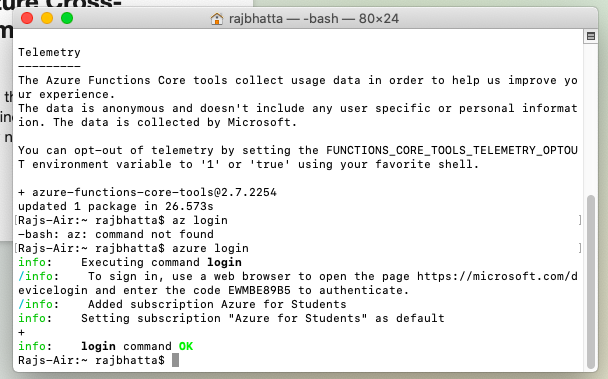 ture Cross-
m
rajbhatta — -bash — 80×24
Telemetry
---------
The Azure Functions Core tools collect usage data in order to help us improve yo
ur experience.
The data is anonymous and doesn't include any user specific or personal informat
ion. The data is collected by Microsoft.
You can opt-out of telemetry by setting the FUNCTIONS_CORE_TOOLS_TELEMETRY_OPTOU
T environment variable to '1' or 'true' using your favorite shell.
+ azure-functions-core-tools@2.7.2254
updated 1 package in 26.573s
[Rajs-Air:~ rajbhatta$ az login ]
-bash: az: command not found
[Rajs-Air:~ rajbhatta$ azure login ]
info:    Executing command login
/info:    To sign in, use a web browser to open the page https://microsoft.com/d
evicelogin and enter the code EWMBE89B5 to authenticate.
/info:    Added subscription Azure for Students
info:    Setting subscription "Azure for Students" as default
+
info:    login command OK
Rajs-Air:~ rajbhatta$